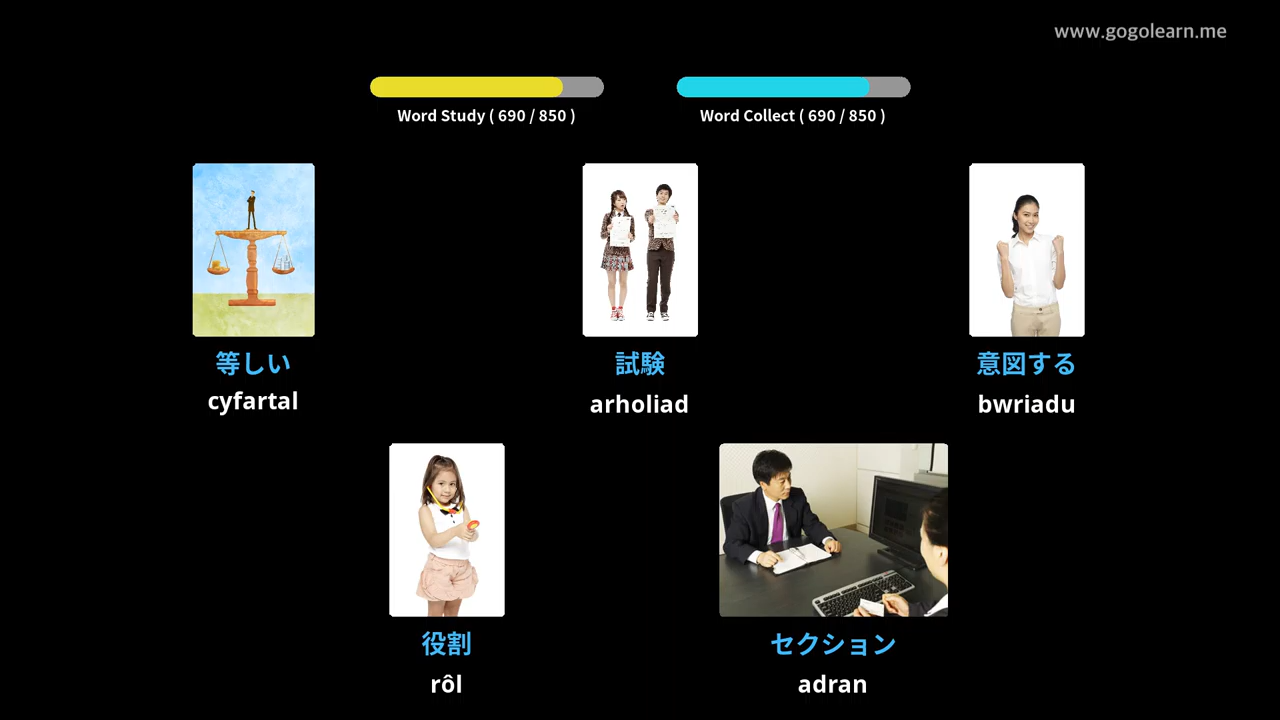 www.gogolearn.me
Word Study ( 690 / 850 )
Word Collect ( 690 / 850 )
等しい
cyfartal
試験
arholiad
意図する
bwriadu
役割
rôl
セクション
adran